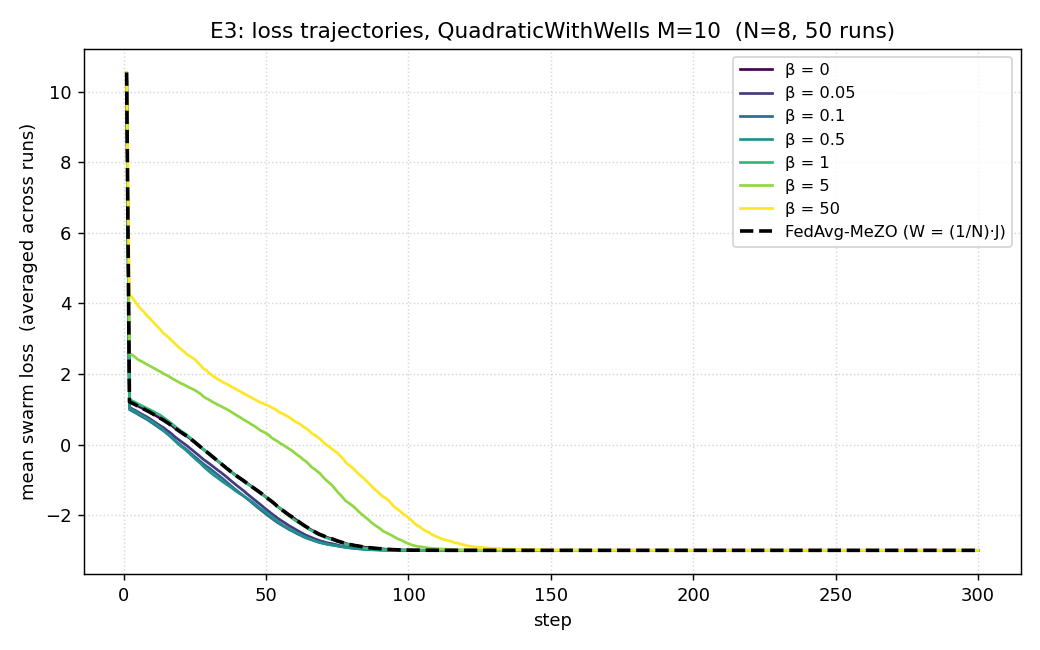 E3: loss trajectories, QuadraticWithWells M=10  (N=8, 50 runs)
mean swarm loss  (averaged across runs)
10
8
6
4
2
0
−2
β = 0
β = 0.05
β = 0.1
β = 0.5
β = 1
β = 5
β = 50
FedAvg-MeZO (W = (1/N)·J)
0
50
100
150
200
250
300
step